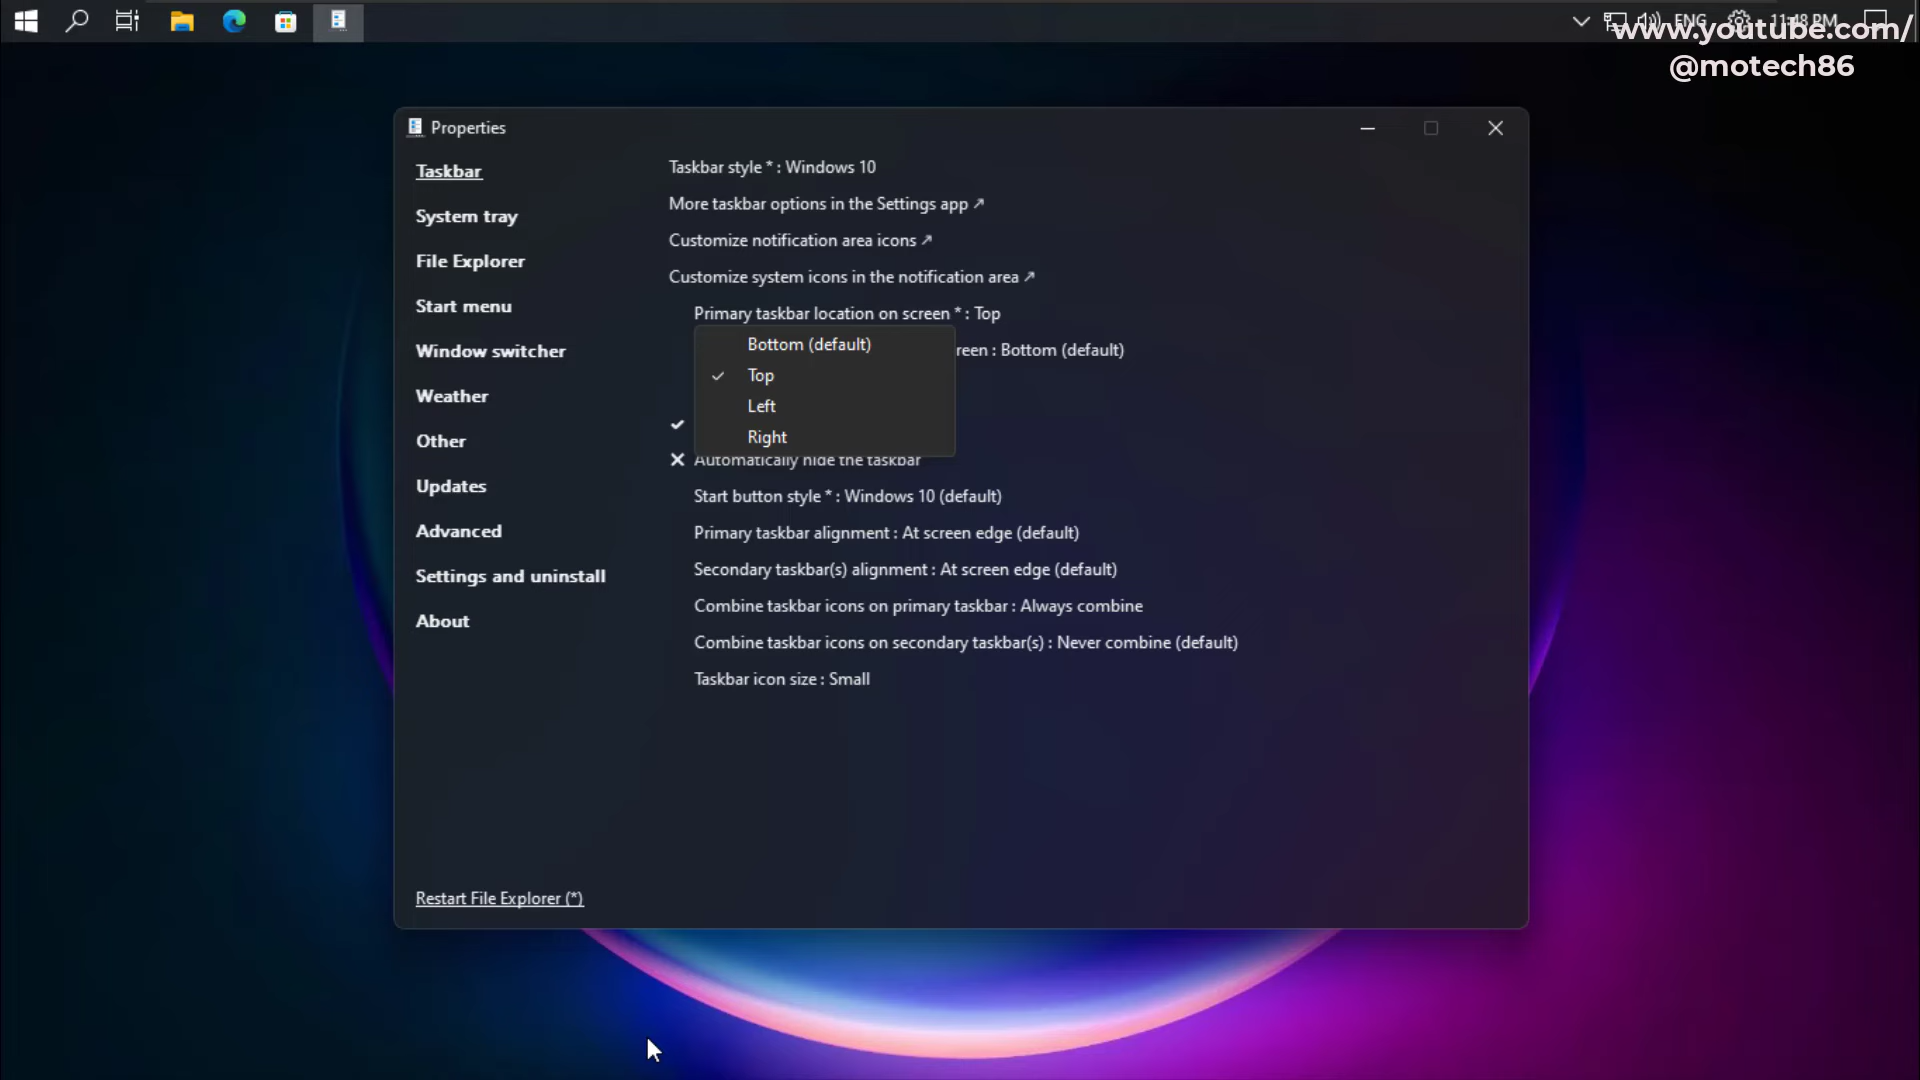 ENG
11:48 PM
www.youtube.com/
@motech86
Properties
Taskbar
System tray
File Explorer
Start menu
Window switcher
Weather
Other
Updates
Advanced
Settings and uninstall
About
Restart File Explorer (*)
Taskbar style * : Windows 10
More taskbar options in the Settings app ↗
Customize notification area icons ↗
Customize system icons in the notification area ↗
Primary taskbar location on screen * : Top
Bottom (default)
Top
Left
Right
reen : Bottom (default)
Automatically hide the taskbar
Start button style * : Windows 10 (default)
Primary taskbar alignment : At screen edge (default)
Secondary taskbar(s) alignment : At screen edge (default)
Combine taskbar icons on primary taskbar : Always combine
Combine taskbar icons on secondary taskbar(s) : Never combine (default)
Taskbar icon size : Small